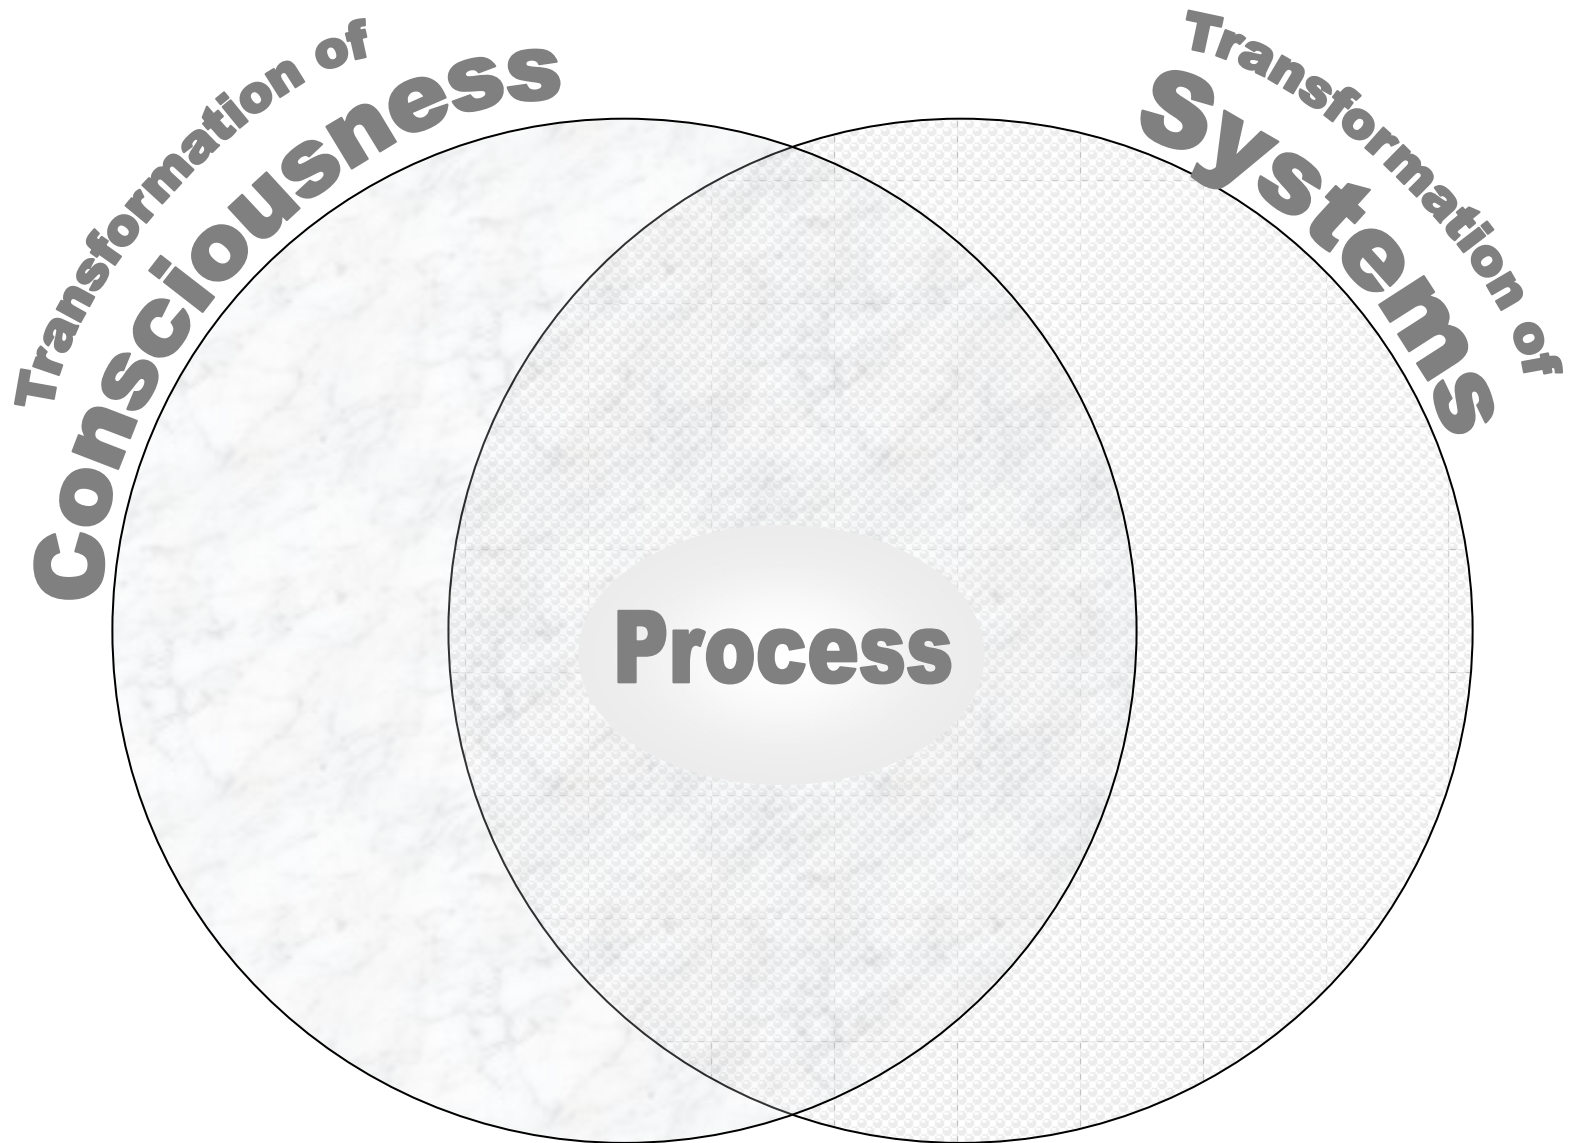 Transformation of
Consciousness
Transformation of
Systems
Process